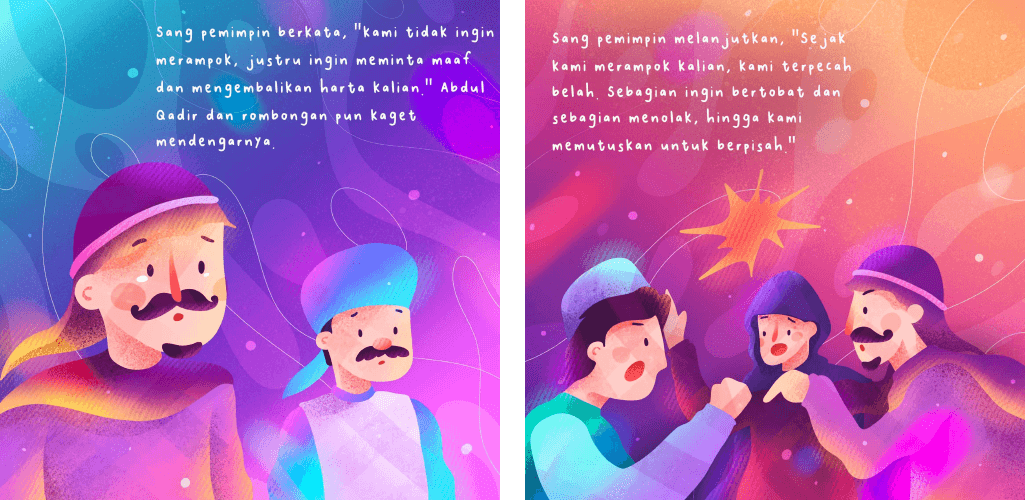 Sang pemimpin berkata, "kami tidak ingin
merampok, justru ingin meminta maaf
dan mengembalikan harta kalian." Abdul
Qadir dan rombongan pun kaget
mendengarnya.
Sang pemimpin melanjutkan, "Sejak
kami merampok kalian, kami terpecah
belah. Sebagian ingin bertobat dan
sebagian menolak, hingga kami
memutuskan untuk berpisah."